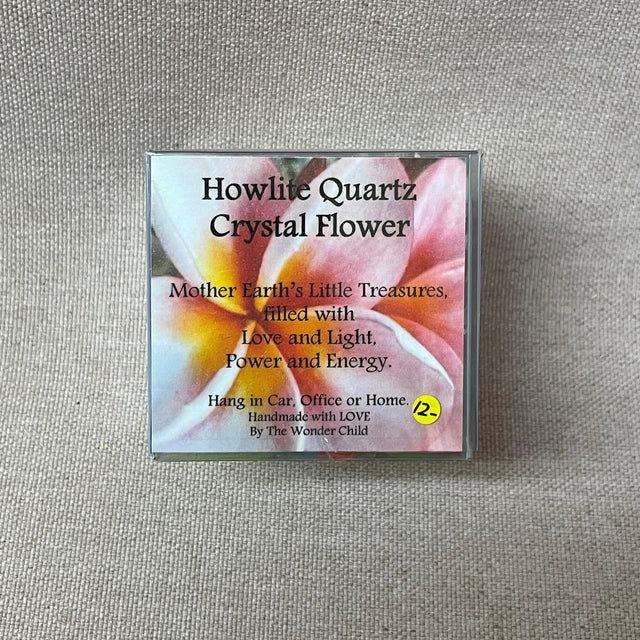 Howlite Quartz
Crystal Flower
Mother Earth's Little Treasures,
filled with
Love and Light,
Power and Energy.
Hang in Car, Office or Home.
12-
Handmade with LOVE
By The Wonder Child